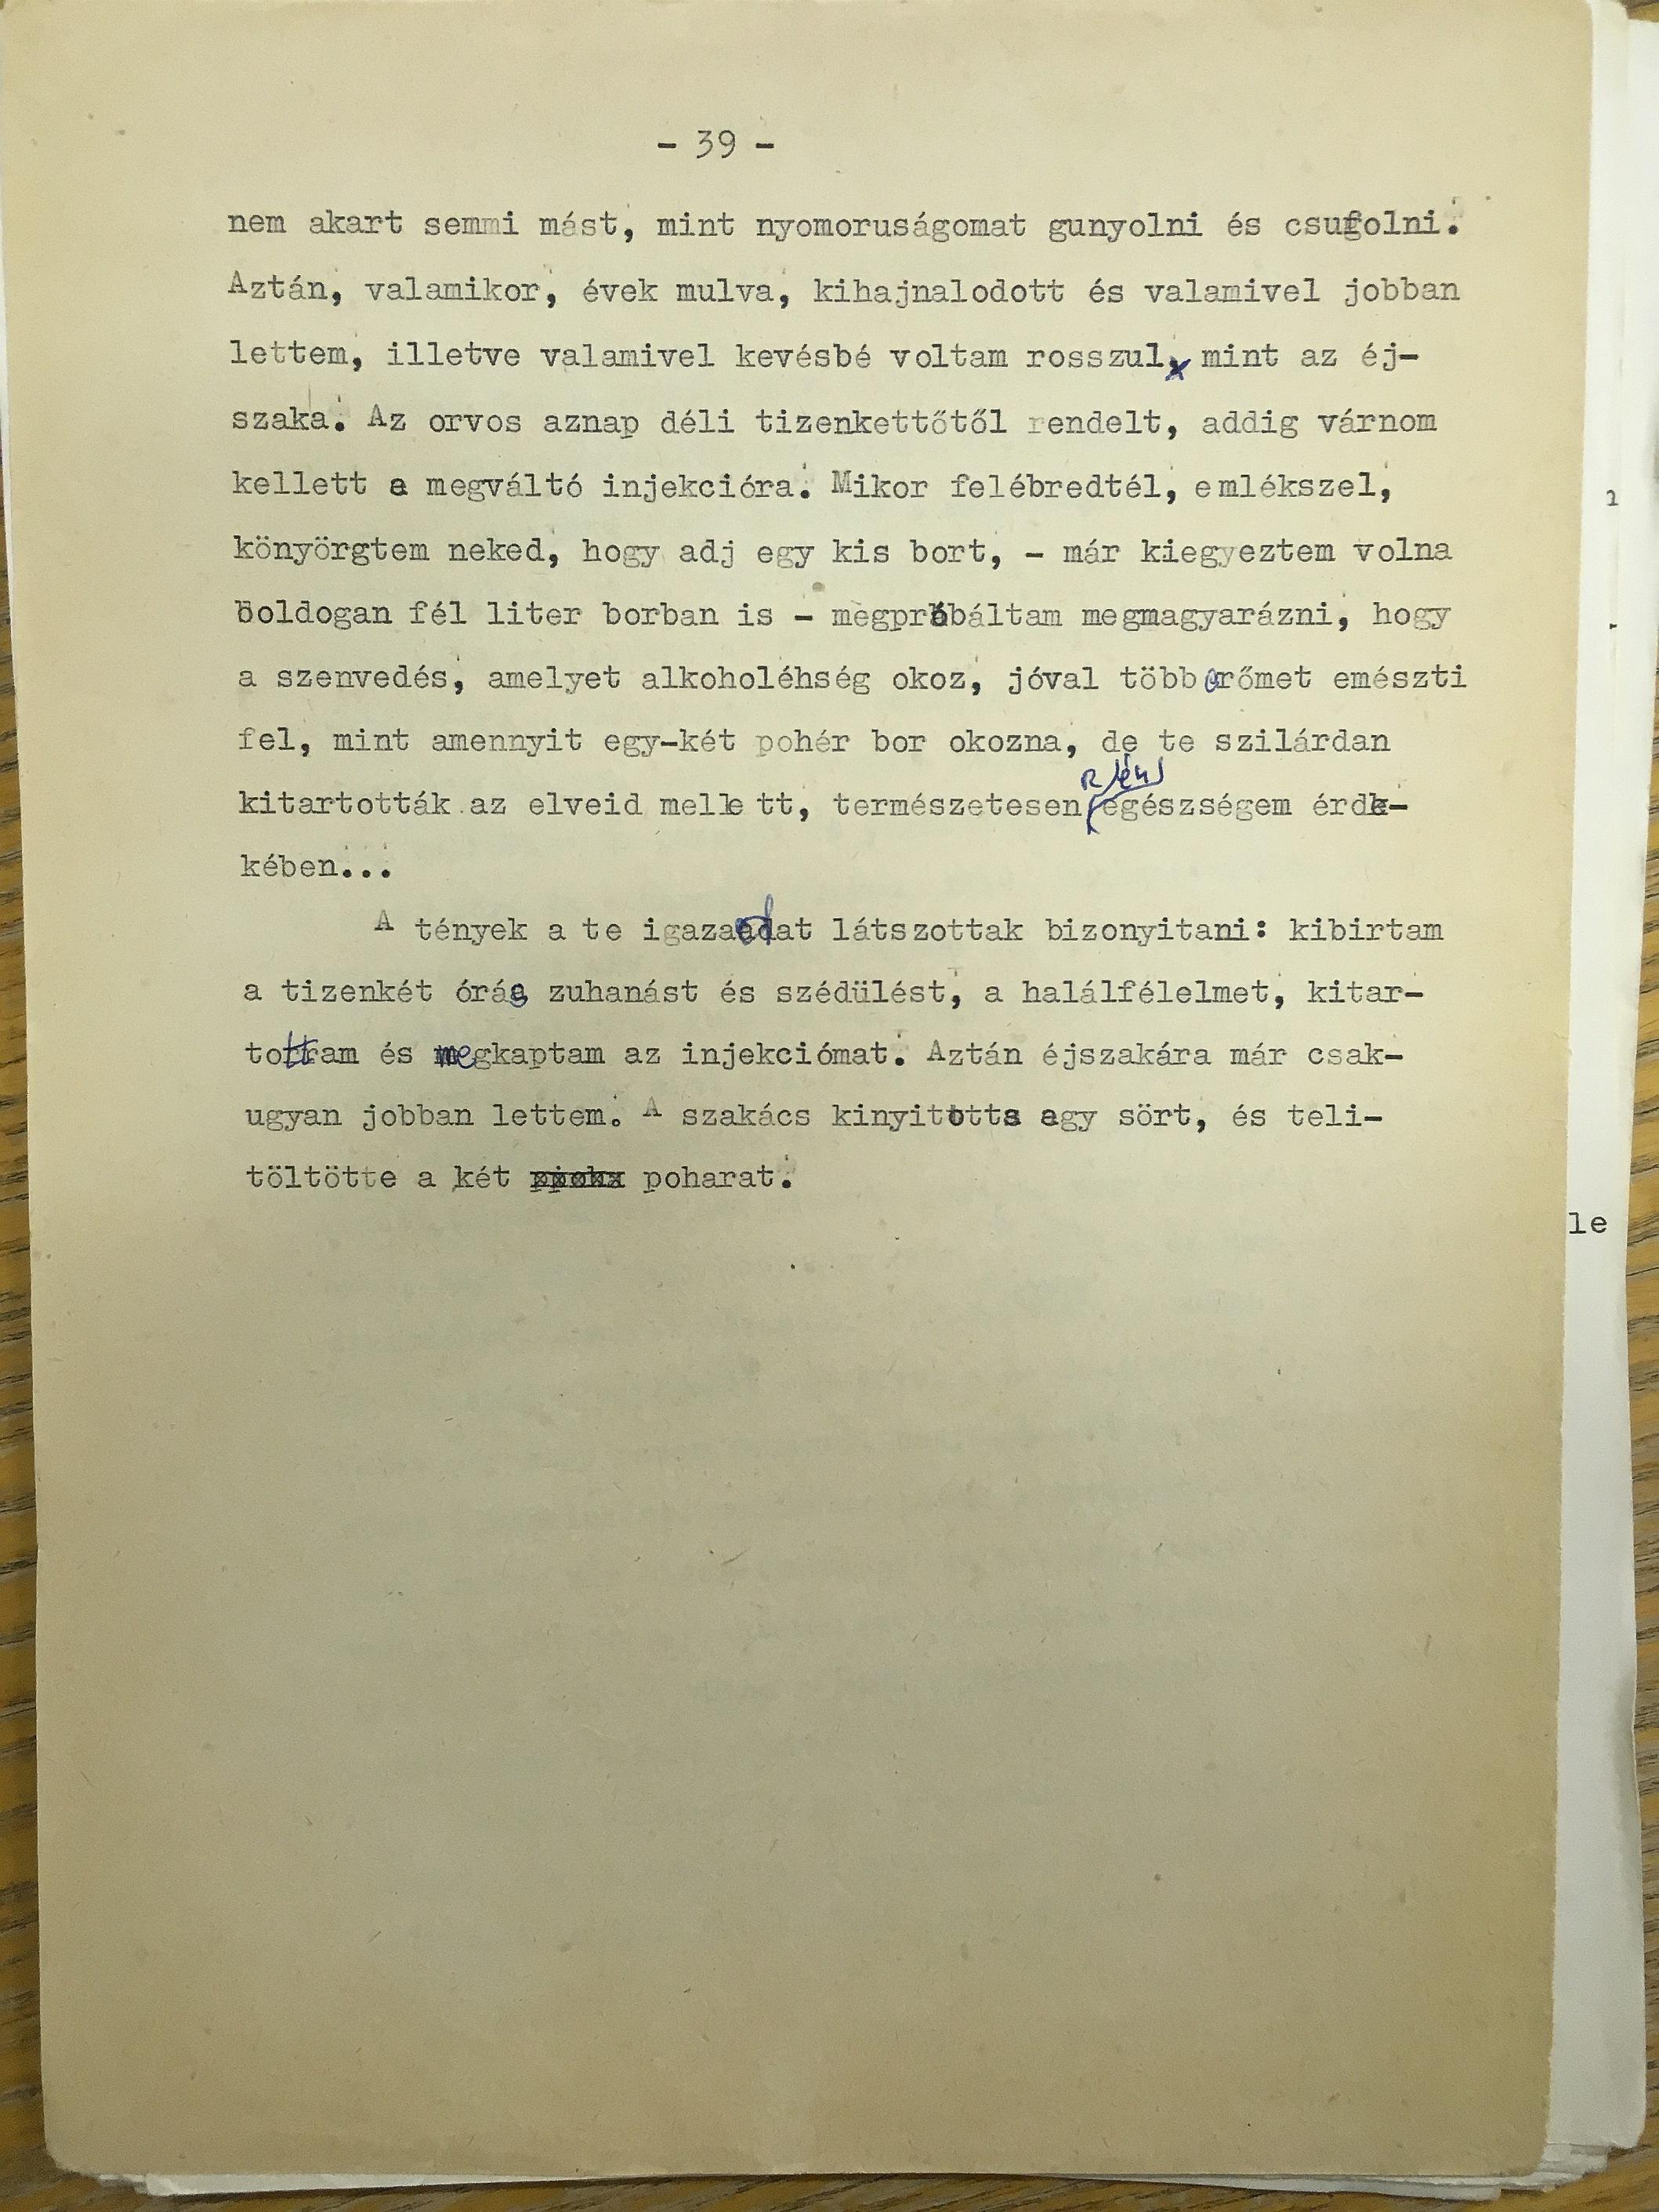 - 39 -
nem akart semmi mást, mint nyomoruságomat gunyolni és csufolni.
Aztán, valamikor, évek mulva, kihajnalodott és valamivel jobban
lettem, illetve valamivel kevésbé voltam rosszul, mint az éj-
szaka. Az orvos aznap déli tizenkettőtől rendelt, addig várnom
kellett a megváltó injekcióra. Mikor felébredtél, emlékszel,
könyörgtem neked, hogy adj egy kis bort, - már kiegyeztem volna
boldogan fél liter borban is - megpróbáltam megmagyarázni, hogy
a szenvedés, amelyet alkoholéhség okoz, jóval több erőmet emészti
fel, mint amennyit egy-két pohér bor okozna, de te szilárdan
kitartották az elveid mellett, természetesen az én egészségem érde-
kében...
A tények a te igazadat látszottak bizonyitani: kibirtam
a tizenkét órás zuhanást és szédülést, a halálfélelmet, kitar-
tottam és megkaptam az injekciómat. Aztán éjszakára már csak-
ugyan jobban lettem. A szakács kinyitotta egy sört, és teli-
töltötte a két poharat.
le